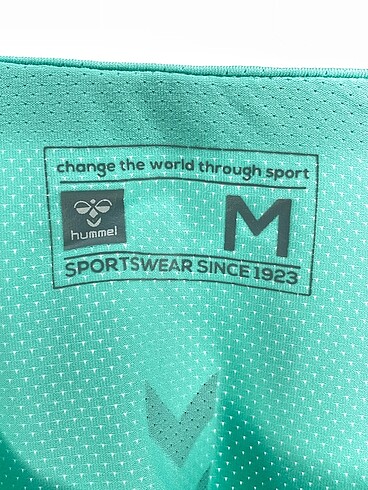 change the world through sport
hummel
M
SPORTSWEAR SINCE 1923